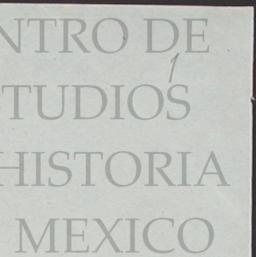 NTRO DE
TUDIOS
HISTORIA
MEXICO